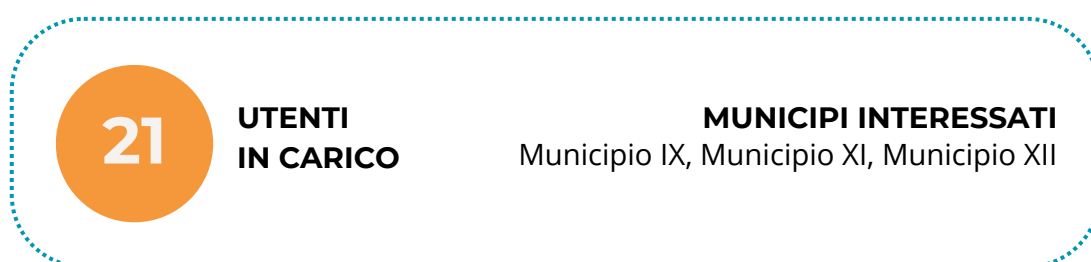 21
UTENTI
IN CARICO
MUNICIPI INTERESSATI
Municipio IX, Municipio XI, Municipio XII